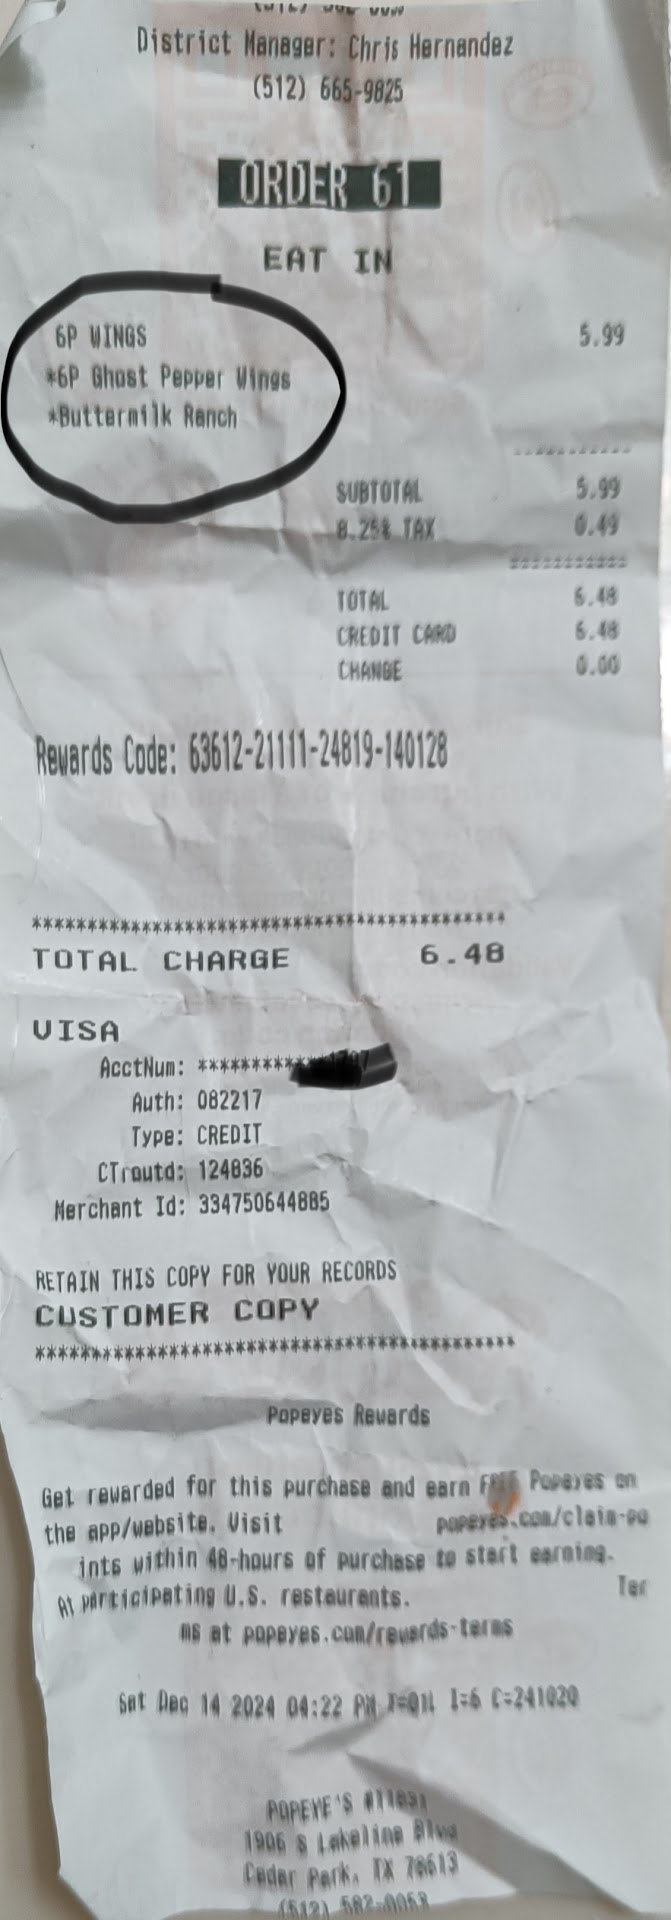 District Manager: Chris Hernandez
(512) 665-9825
ORDER 61
EAT IN
6P WINGS 5.99
*6P Ghost Pepper Wings
*Buttermilk Ranch
-----------
SUBTOTAL 5.99
8.25% TAX 0.49
===========
TOTAL 6.48
CREDIT CARD 6.48
CHANGE 0.00
Rewards Code: 63612-21111-24819-140128
******************************************
TOTAL CHARGE 6.48
VISA
AcctNum: ************
Auth: 082217
Type: CREDIT
CTroutd: 124836
Merchant Id: 334750644885
RETAIN THIS COPY FOR YOUR RECORDS
CUSTOMER COPY
******************************************
Popeyes Rewards
Get rewarded for this purchase and earn FREE Popeyes on
the app/website. Visit popeyes.com/claim-po
ints within 48-hours of purchase to start earning.
At participating U.S. restaurants. Ter
ms at popeyes.com/rewards-terms
Sat Dec 14 2024 04:22 PM I=6 C=241020
POPEYE'S
1906 S Lakeline Blvd
Cedar Park, TX 78613
(512) 582-0063